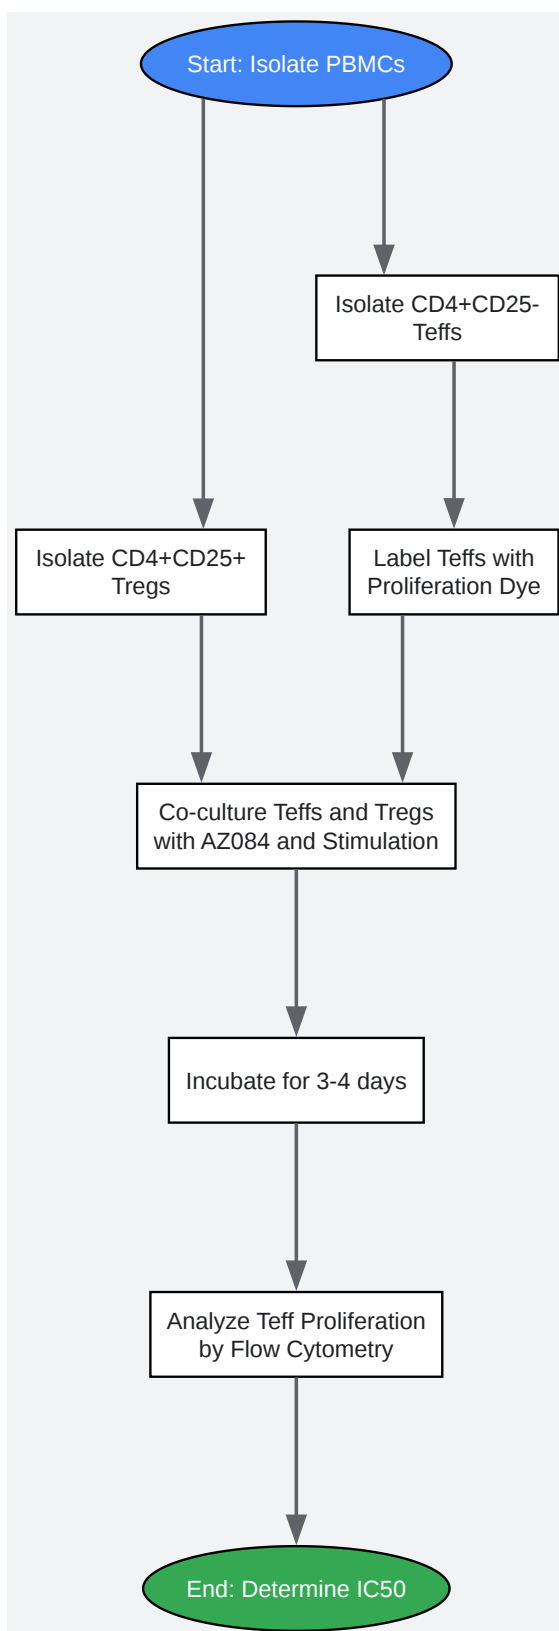 Start: Isolate PBMCs
Isolate CD4+CD25-
Teffs
Isolate CD4+CD25+
Tregs
Label Teffs with
Proliferation Dye
Co-culture Teffs and Tregs
with AZ084 and Stimulation
Incubate for 3-4 days
Analyze Teff Proliferation
by Flow Cytometry
End: Determine IC50